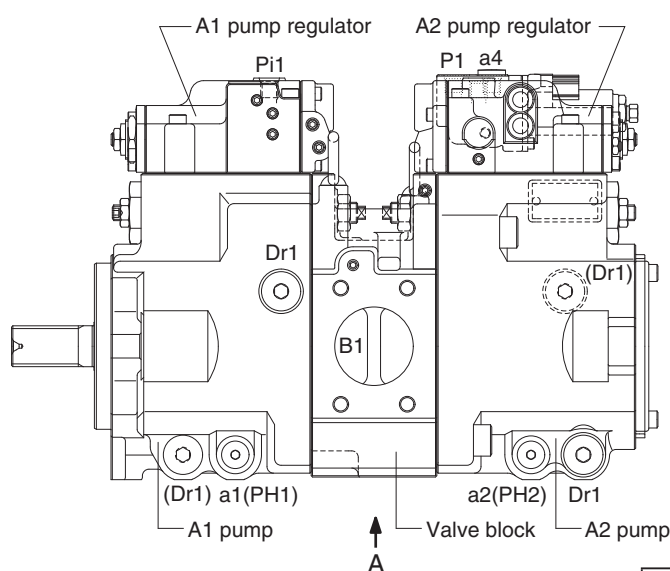 A1 pump regulator
A2 pump regulator
Pi1
P1
a4
Dr1
(Dr1)
B1
(Dr1)
a1(PH1)
a2(PH2)
Dr1
A1 pump
Valve block
A2 pump
A